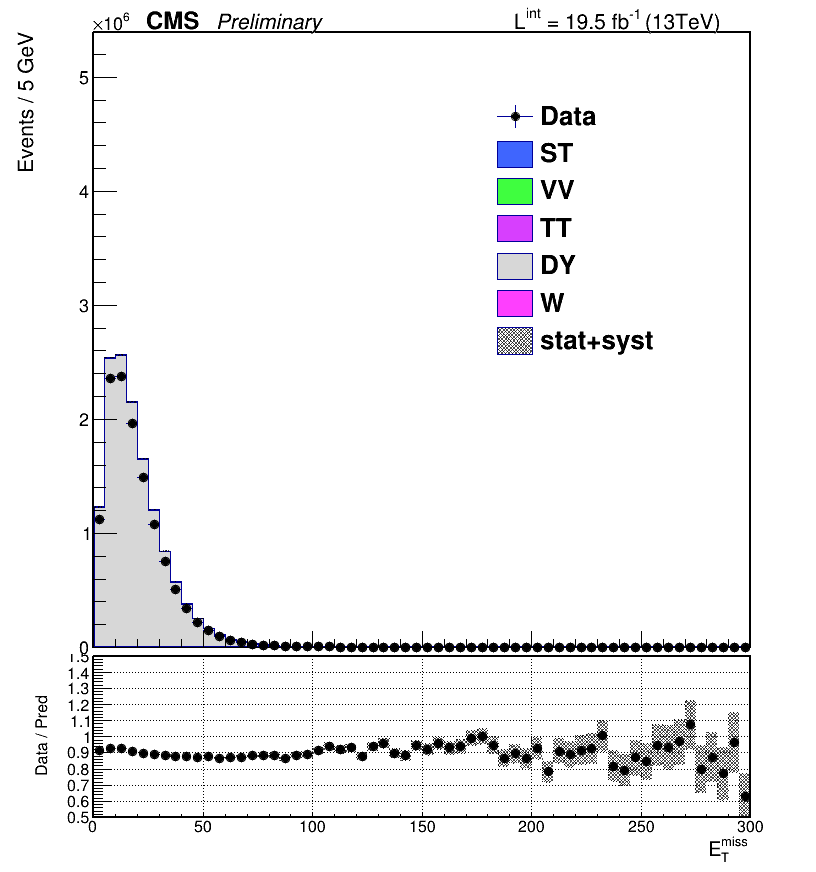 ×10⁶ CMS Preliminary L^int = 19.5 fb⁻¹ (13TeV)
Events / 5 GeV
5
4
3
2
1
0
Data
ST
VV
TT
DY
W
stat+syst
Data / Pred
1.5
1.4
1.3
1.2
1.1
1
0.9
0.8
0.7
0.6
0.5
0 50 100 150 200 250 300
E_T^miss